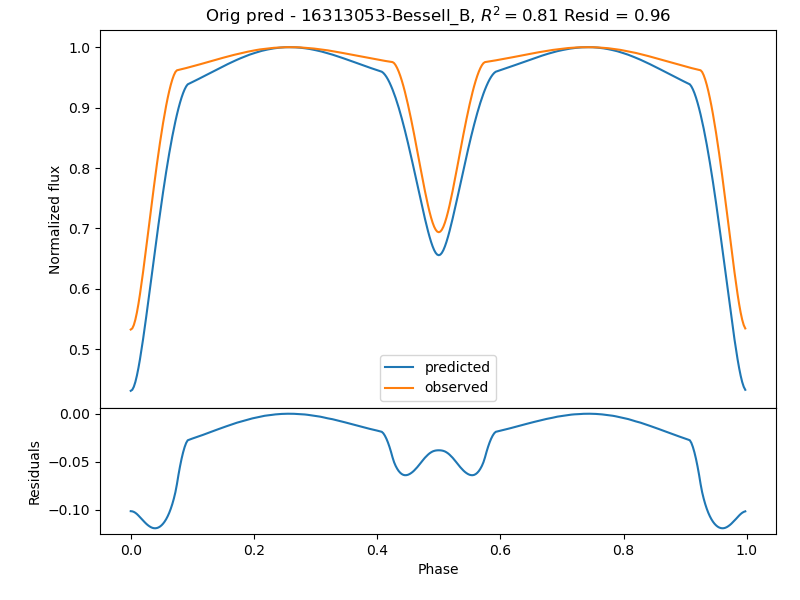 Orig pred - 16313053-Bessell_B, R² = 0.81 Resid = 0.96
1.0
0.9
0.8
0.7
0.6
0.5
Normalized flux
predicted
observed
0.00
−0.05
−0.10
Residuals
0.0 0.2 0.4 0.6 0.8 1.0
Phase